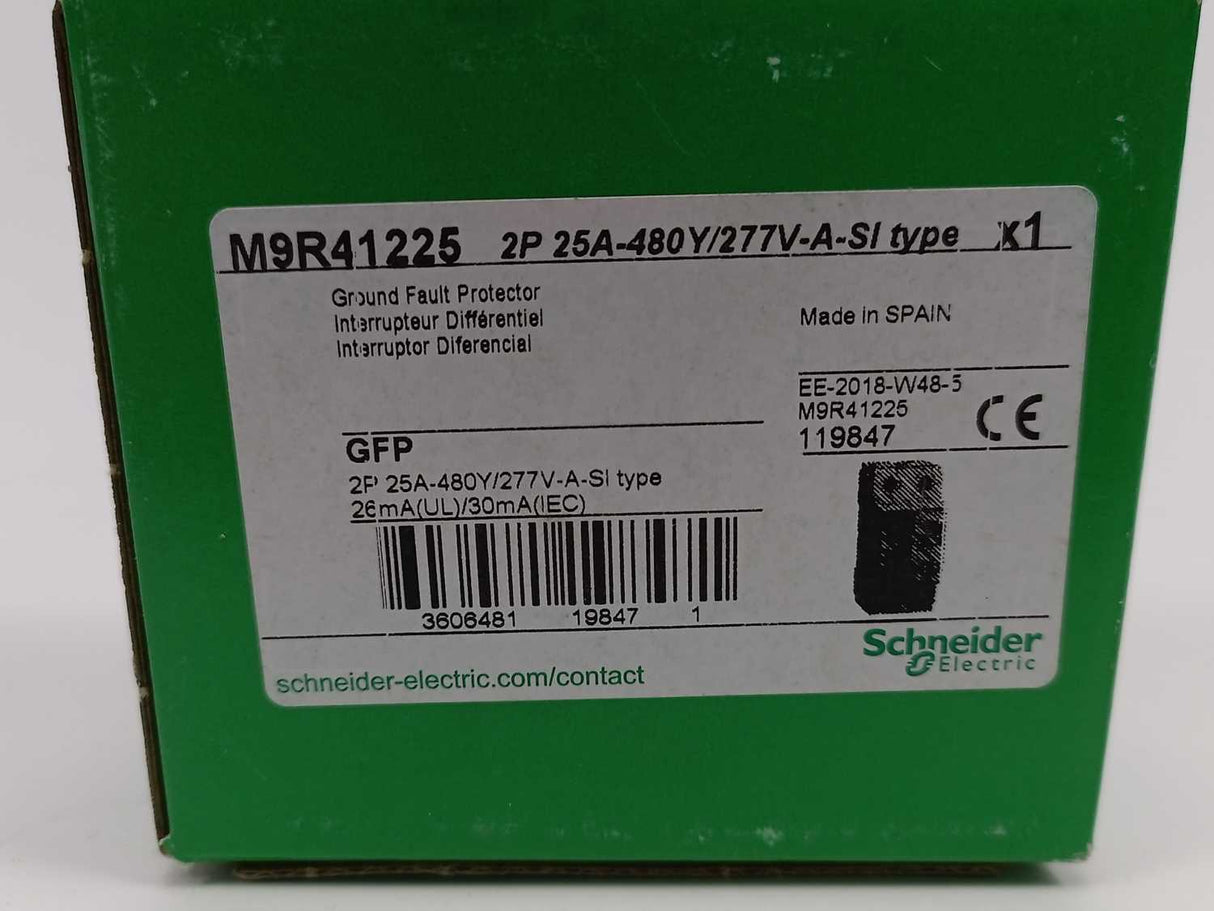 M9R41225 2P 25A-480Y/277V-A-SI type x1
Ground Fault Protector
Interrupteur Différentiel
Interruptor Diferencial
Made in SPAIN
EE-2018-W48-5
M9R41225
119847
CE
GFP
2P 25A-480Y/277V-A-SI type
26mA(UL)/30mA(IEC)
3606481 19847 1
Schneider
Electric
schneider-electric.com/contact